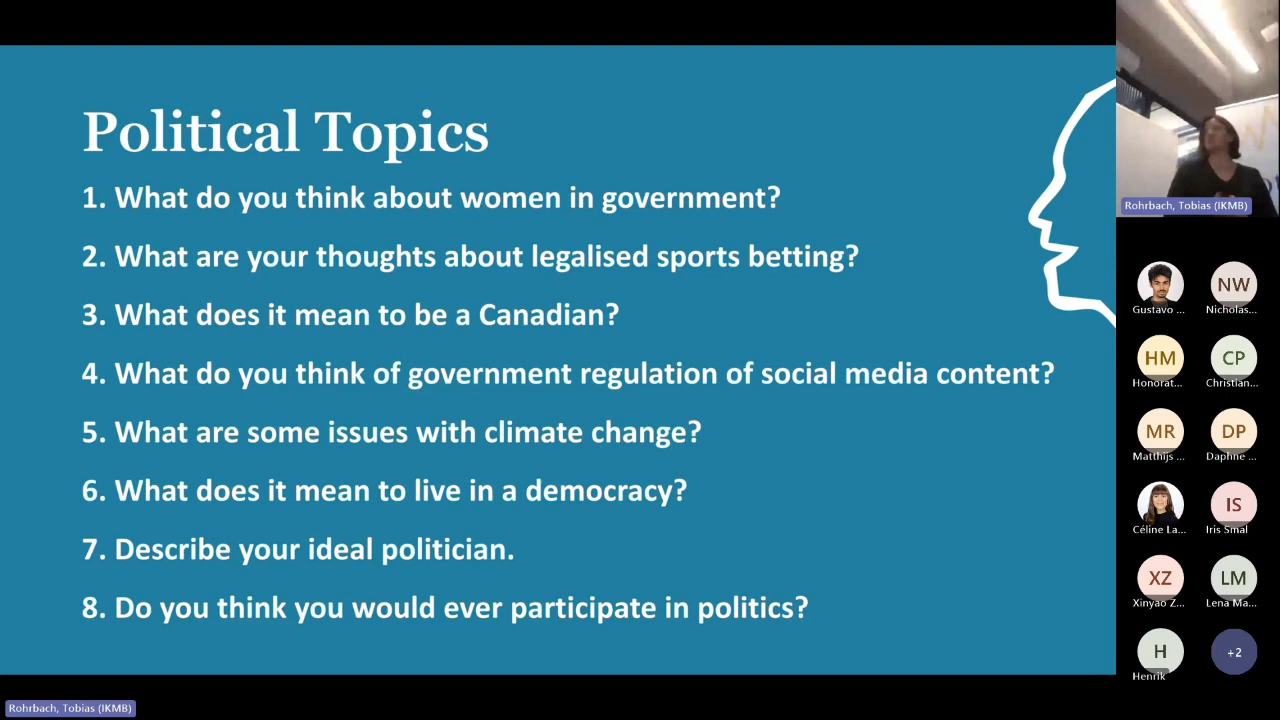 Political Topics
1. What do you think about women in government?
2. What are your thoughts about legalised sports betting?
3. What does it mean to be a Canadian?
4. What do you think of government regulation of social media content?
5. What are some issues with climate change?
6. What does it mean to live in a democracy?
7. Describe your ideal politician.
8. Do you think you would ever participate in politics?
Rohrbach, Tobias (IKMB)
Gustavo ...
NW
Nicholas...
HM
Honorat...
CP
Christian...
MR
Matthijs ...
DP
Daphne ...
Céline La...
IS
Iris Smal
XZ
Xinyao Z...
LM
Lena Ma...
H
Henrik
+2
Rohrbach, Tobias (IKMB)